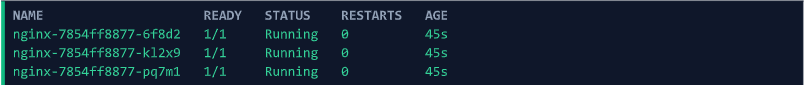 NAME READY STATUS RESTARTS AGE
nginx-7854ff8877-6f8d2 1/1 Running 0 45s
nginx-7854ff8877-kl2x9 1/1 Running 0 45s
nginx-7854ff8877-pq7m1 1/1 Running 0 45s